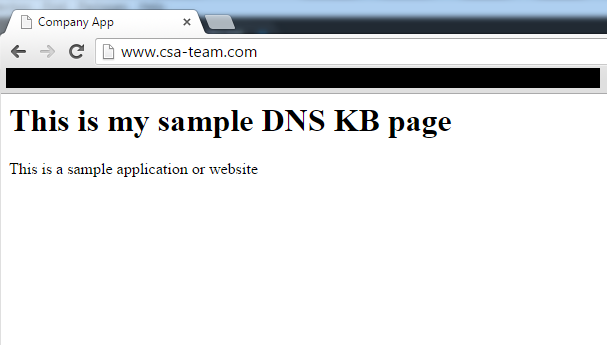 Company App
www.csa-team.com
This is my sample DNS KB page
This is a sample application or website